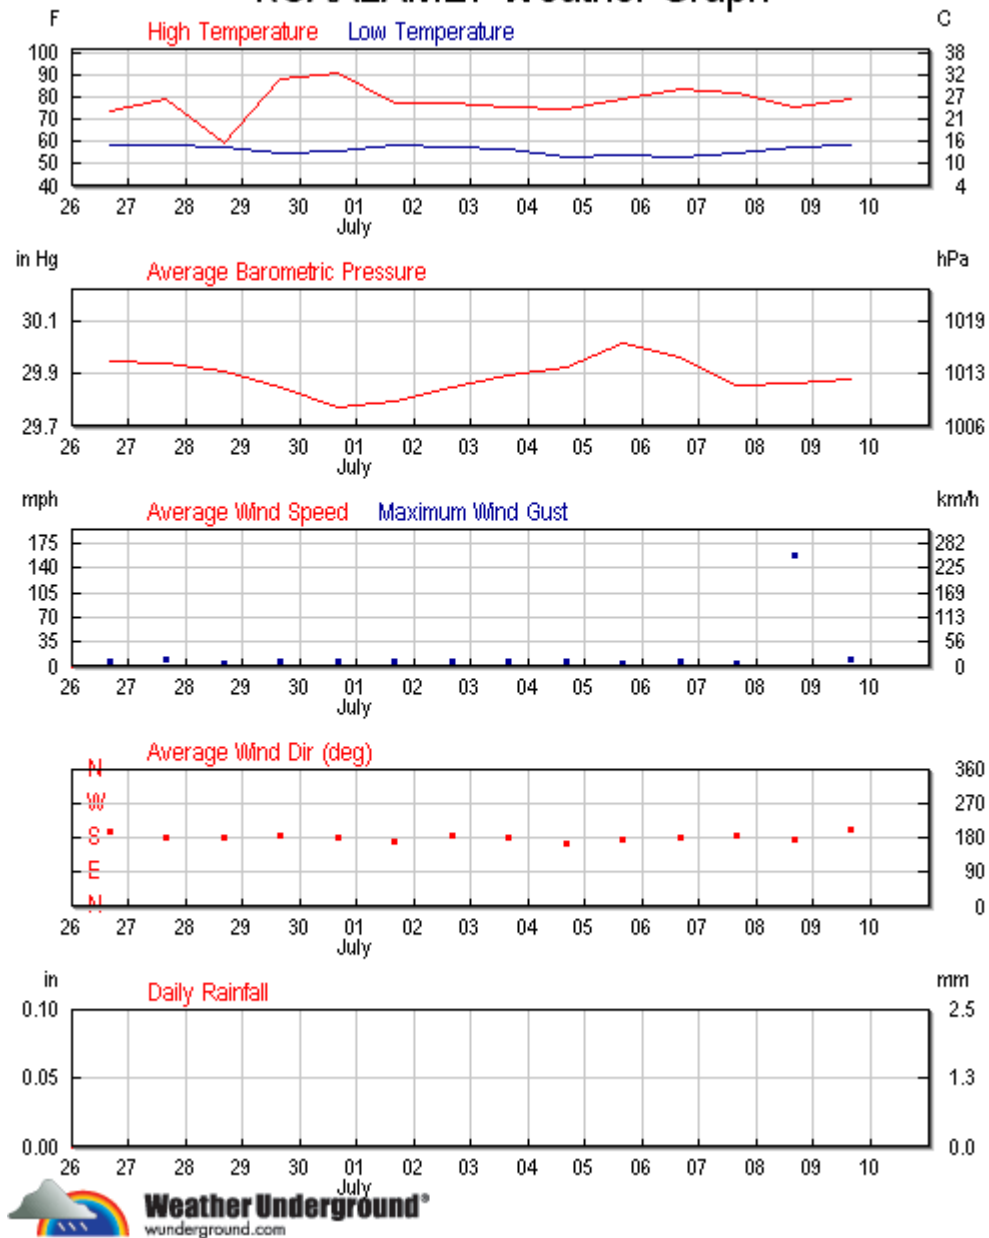 Weather Graph
F C
High Temperature Low Temperature
100 38
90 32
80 27
70 21
60 16
50 10
40 4
26 27 28 29 30 01 02 03 04 05 06 07 08 09 10
July
in Hg hPa
Average Barometric Pressure
30.1 1019
29.9 1013
29.7 1006
26 27 28 29 30 01 02 03 04 05 06 07 08 09 10
July
mph km/h
Average Wind Speed Maximum Wind Gust
175 282
140 225
105 169
70 113
35 56
0 0
26 27 28 29 30 01 02 03 04 05 06 07 08 09 10
July
Average Wind Dir (deg)
N 360
W 270
S 180
E 90
N 0
26 27 28 29 30 01 02 03 04 05 06 07 08 09 10
July
in mm
Daily Rainfall
0.10 2.5
0.05 1.3
0.00 0.0
26 27 28 29 30 01 02 03 04 05 06 07 08 09 10
July
Weather Underground®
wunderground.com